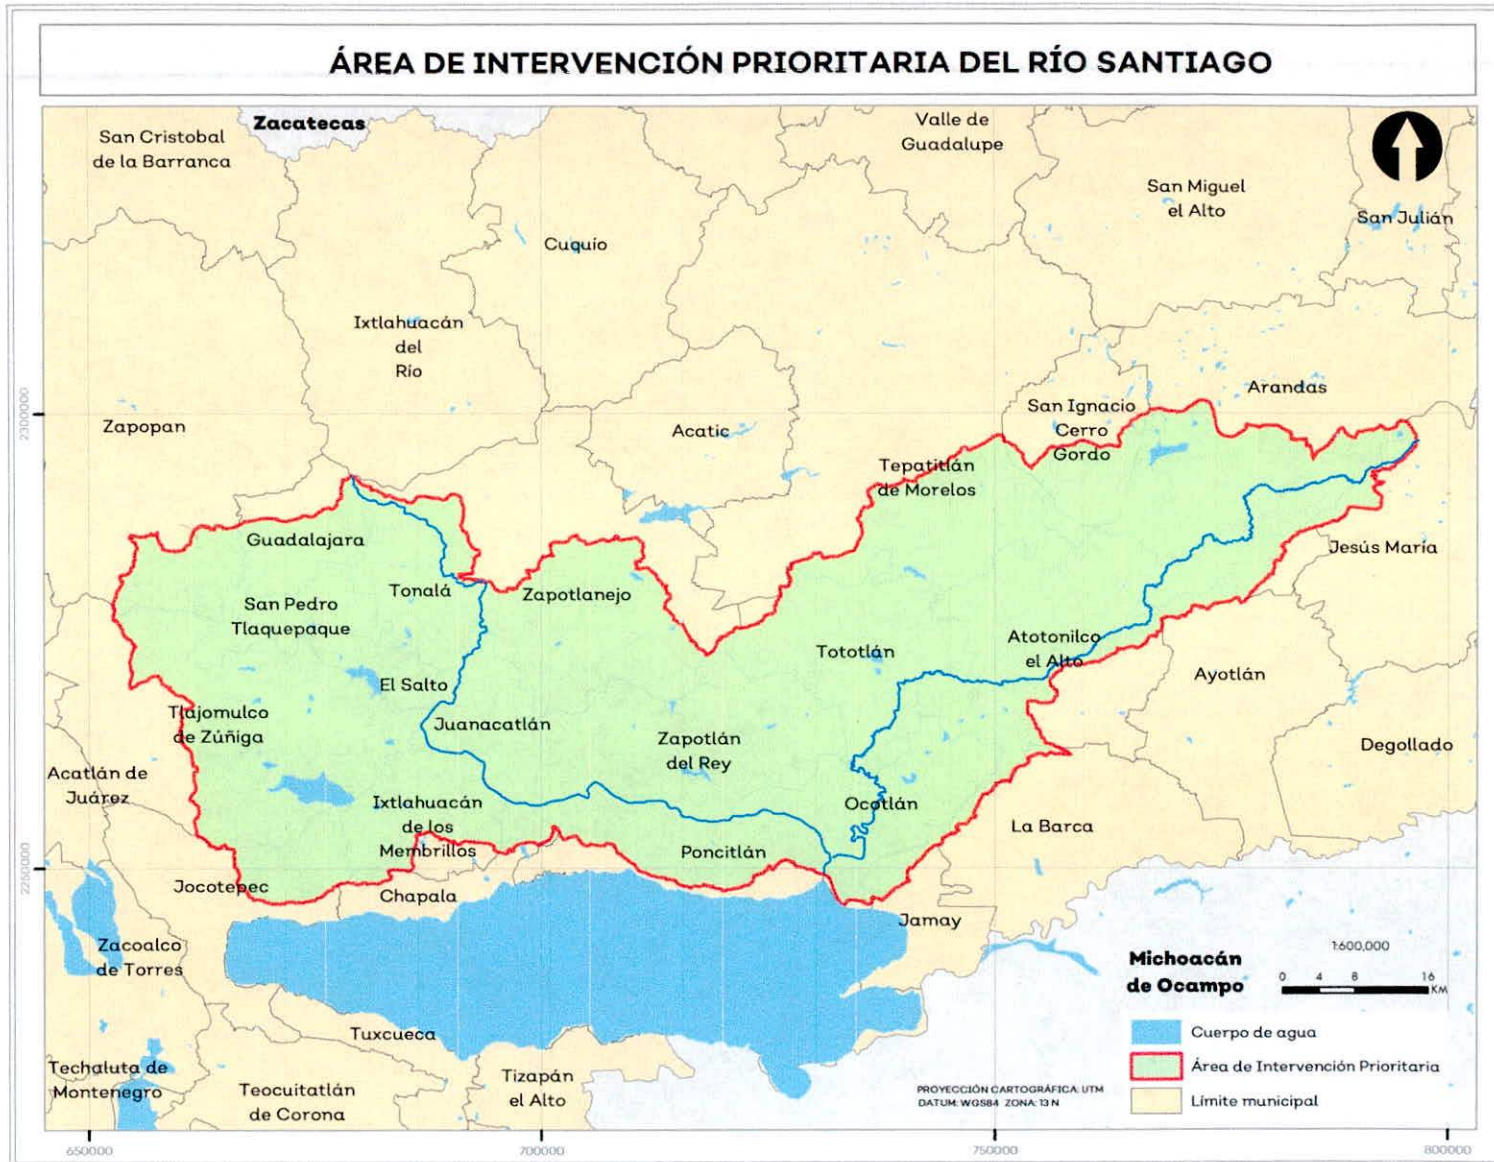 ÁREA DE INTERVENCIÓN PRIORITARIA DEL RÍO SANTIAGO
Zacatecas
San Cristobal
de la Barranca
Valle de
Guadalupe
San Miguel
el Alto
San Julián
Cuquío
Ixtlahuacán
del
Río
Arandas
San Ignacio
Cerro
Gordo
Zapopan
Acatic
Tepatitlán
de Morelos
Guadalajara
Jesús María
Tonalá
Zapotlanejo
San Pedro
Tlaquepaque
Tototlán
Atotonilco
el Alto
Ayotlán
El Salto
Tlajomulco
de Zúñiga
Juanacatlán
Zapotlán
del Rey
Degollado
Acatlán de
Juárez
Ixtlahuacán
de los
Membrillos
Ocotlán
La Barca
Poncitlán
Jocotepec
Chapala
Jamay
Zacoalco
de Torres
Michoacán
de Ocampo
1:600,000
0 4 8 16
KM
Tuxcueca
Cuerpo de agua
Techaluta de
Montenegro
Tizapán
el Alto
Área de Intervención Prioritaria
Teocuitatlán
de Corona
PROYECCIÓN CARTOGRÁFICA: UTM
DATUM: WGS84 ZONA: 13 N
Límite municipal
2300000
2250000
650000
700000
750000
800000